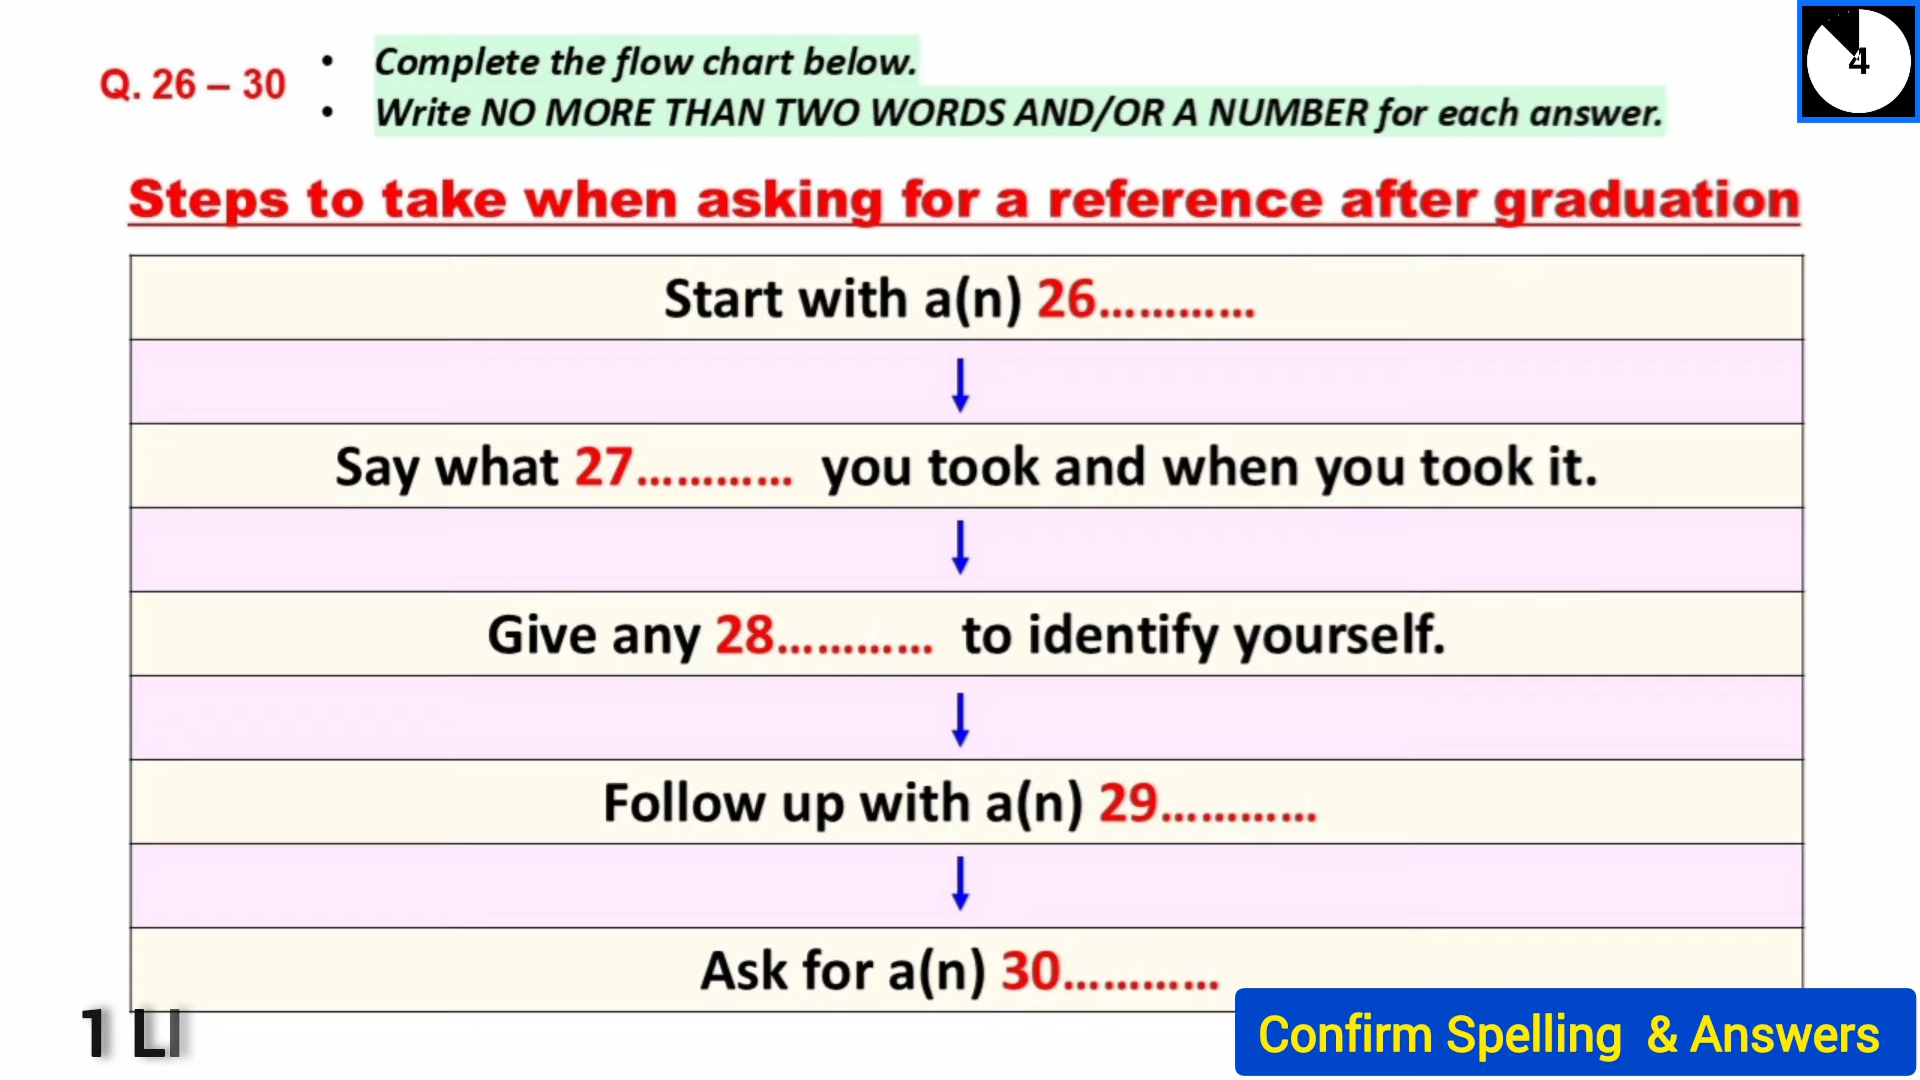 Q. 26 – 30
• Complete the flow chart below.
• Write NO MORE THAN TWO WORDS AND/OR A NUMBER for each answer.
4
Steps to take when asking for a reference after graduation
Start with a(n) 26............
Say what 27............ you took and when you took it.
Give any 28............ to identify yourself.
Follow up with a(n) 29............
Ask for a(n) 30............
1 LI
Confirm Spelling & Answers